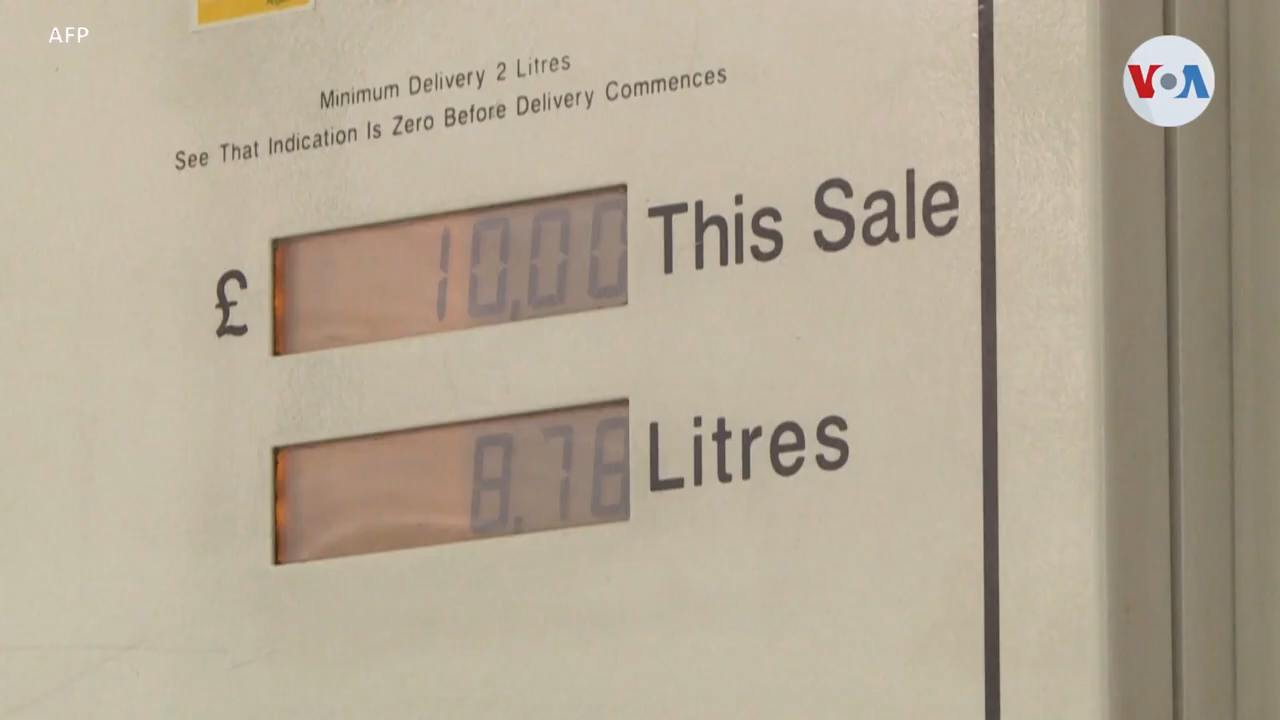 AFP
VOA
Minimum Delivery 2 Litres
See That Indication Is Zero Before Delivery Commences
£ 10.00 This Sale
8.78 Litres